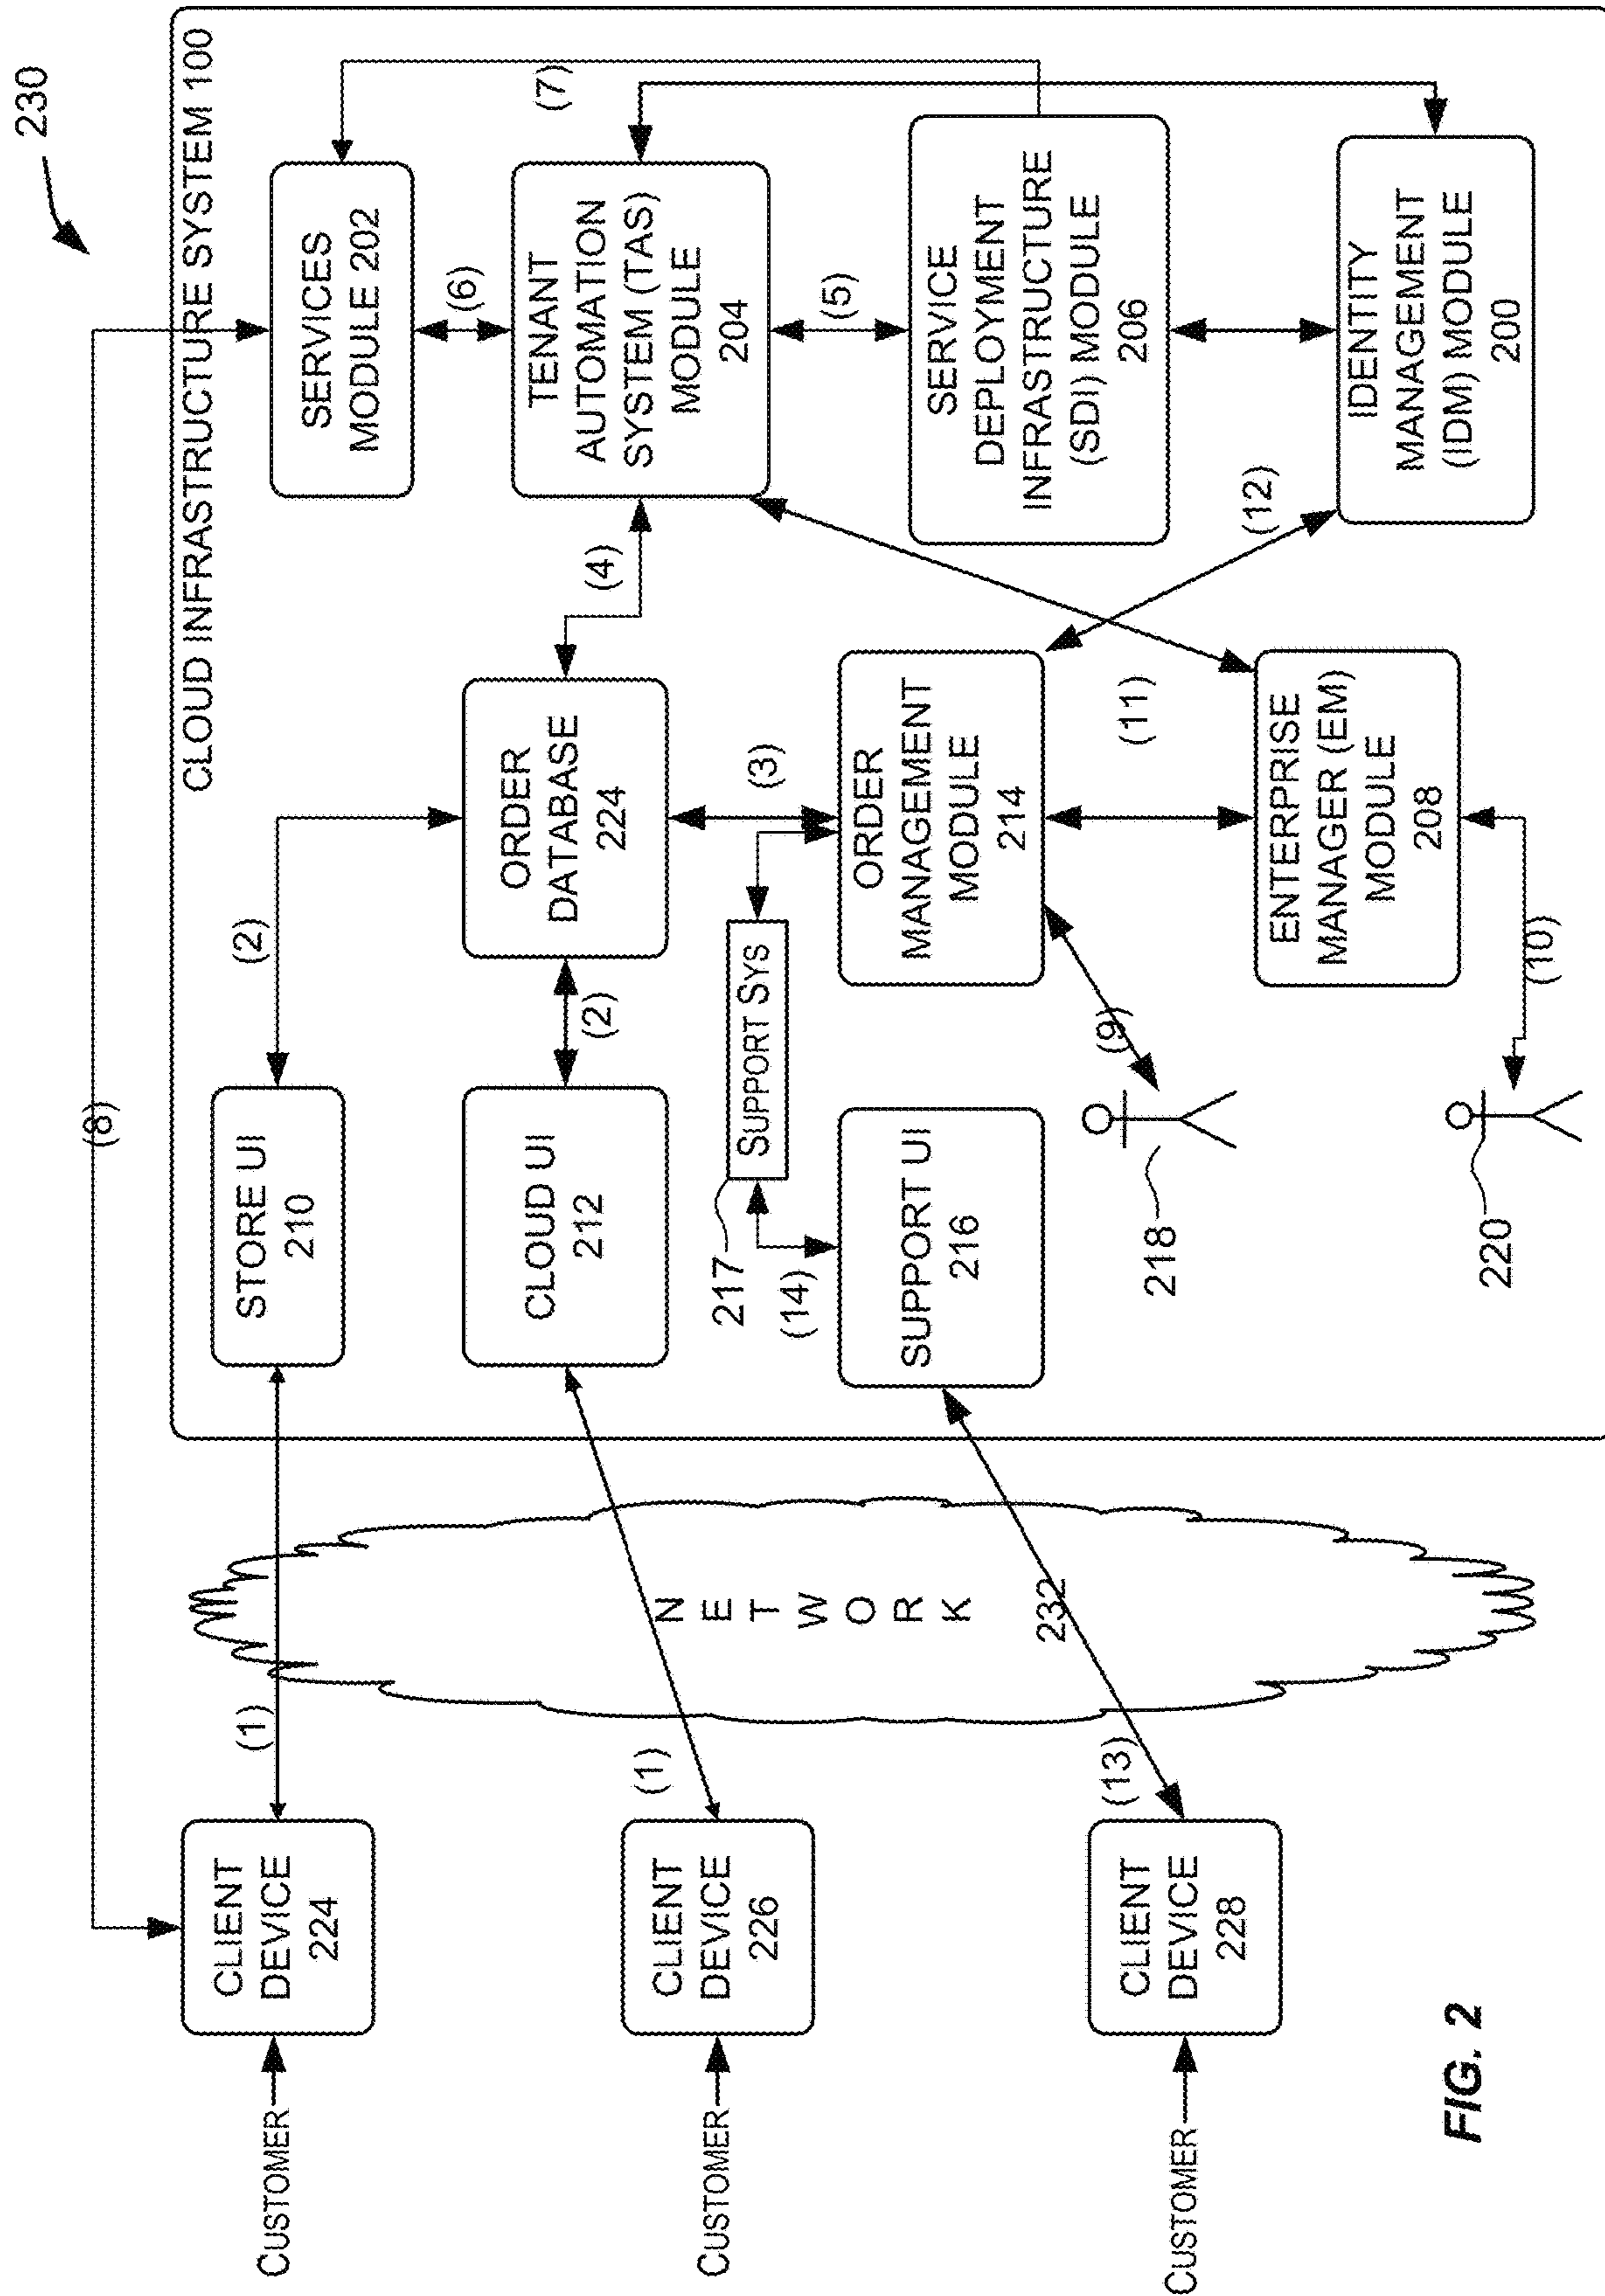 230
CLOUD INFRASTRUCTURE SYSTEM 100
(8)
CUSTOMER
CLIENT
DEVICE
224
(1)
STORE UI
210
(2)
SERVICES
MODULE 202
(6)
(7)
CUSTOMER
CLIENT
DEVICE
226
(1)
CLOUD UI
212
(2)
ORDER
DATABASE
224
(4)
TENANT
AUTOMATION
SYSTEM (TAS)
MODULE
204
(5)
N
E
T
W
O
R
K
232
217
SUPPORT SYS
(3)
(14)
CUSTOMER
CLIENT
DEVICE
228
(13)
SUPPORT UI
216
ORDER
MANAGEMENT
MODULE
214
SERVICE
DEPLOYMENT
INFRASTRUCTURE
(SDI) MODULE
206
(9)
218
(11)
(12)
ENTERPRISE
MANAGER (EM)
MODULE
208
IDENTITY
MANAGEMENT
(IDM) MODULE
200
220
(10)
FIG. 2